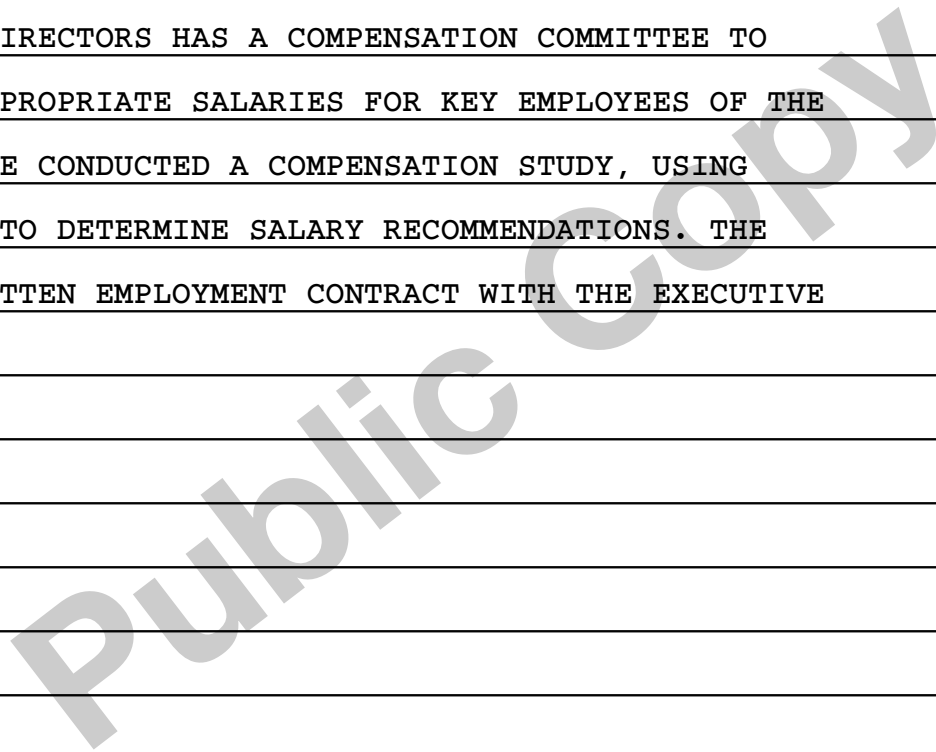 IRECTORS HAS A COMPENSATION COMMITTEE TO
PROPRIATE SALARIES FOR KEY EMPLOYEES OF THE
E CONDUCTED A COMPENSATION STUDY, USING
TO DETERMINE SALARY RECOMMENDATIONS. THE
TTEN EMPLOYMENT CONTRACT WITH THE EXECUTIVE
Public Copy